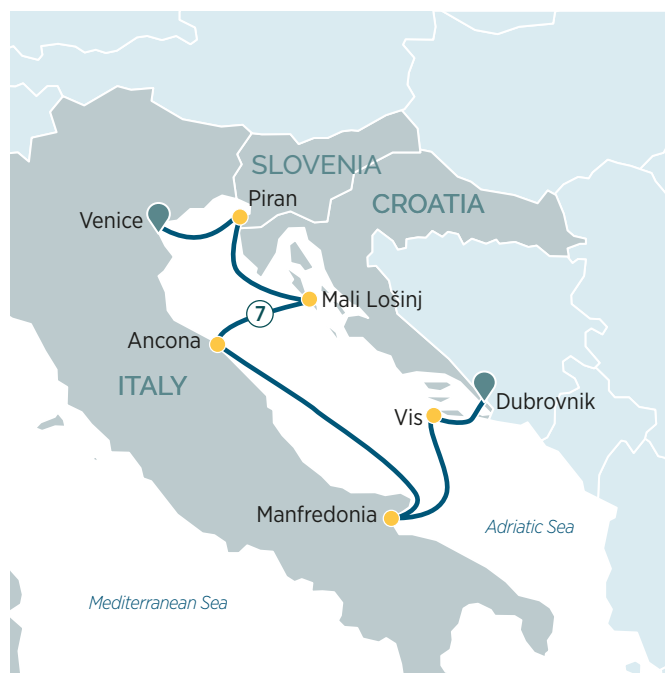 SLOVENIA
Piran
CROATIA
Venice
Mali Lošinj
7
Ancona
ITALY
Dubrovnik
Vis
Manfredonia
Adriatic Sea
Mediterranean Sea